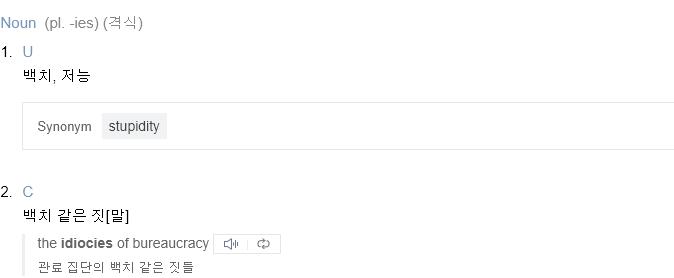 Noun (pl. -ies) (격식)
1. U
백치, 저능
Synonym stupidity
2. C
백치 같은 짓[말]
the idiocies of bureaucracy
관료 집단의 백치 같은 짓들